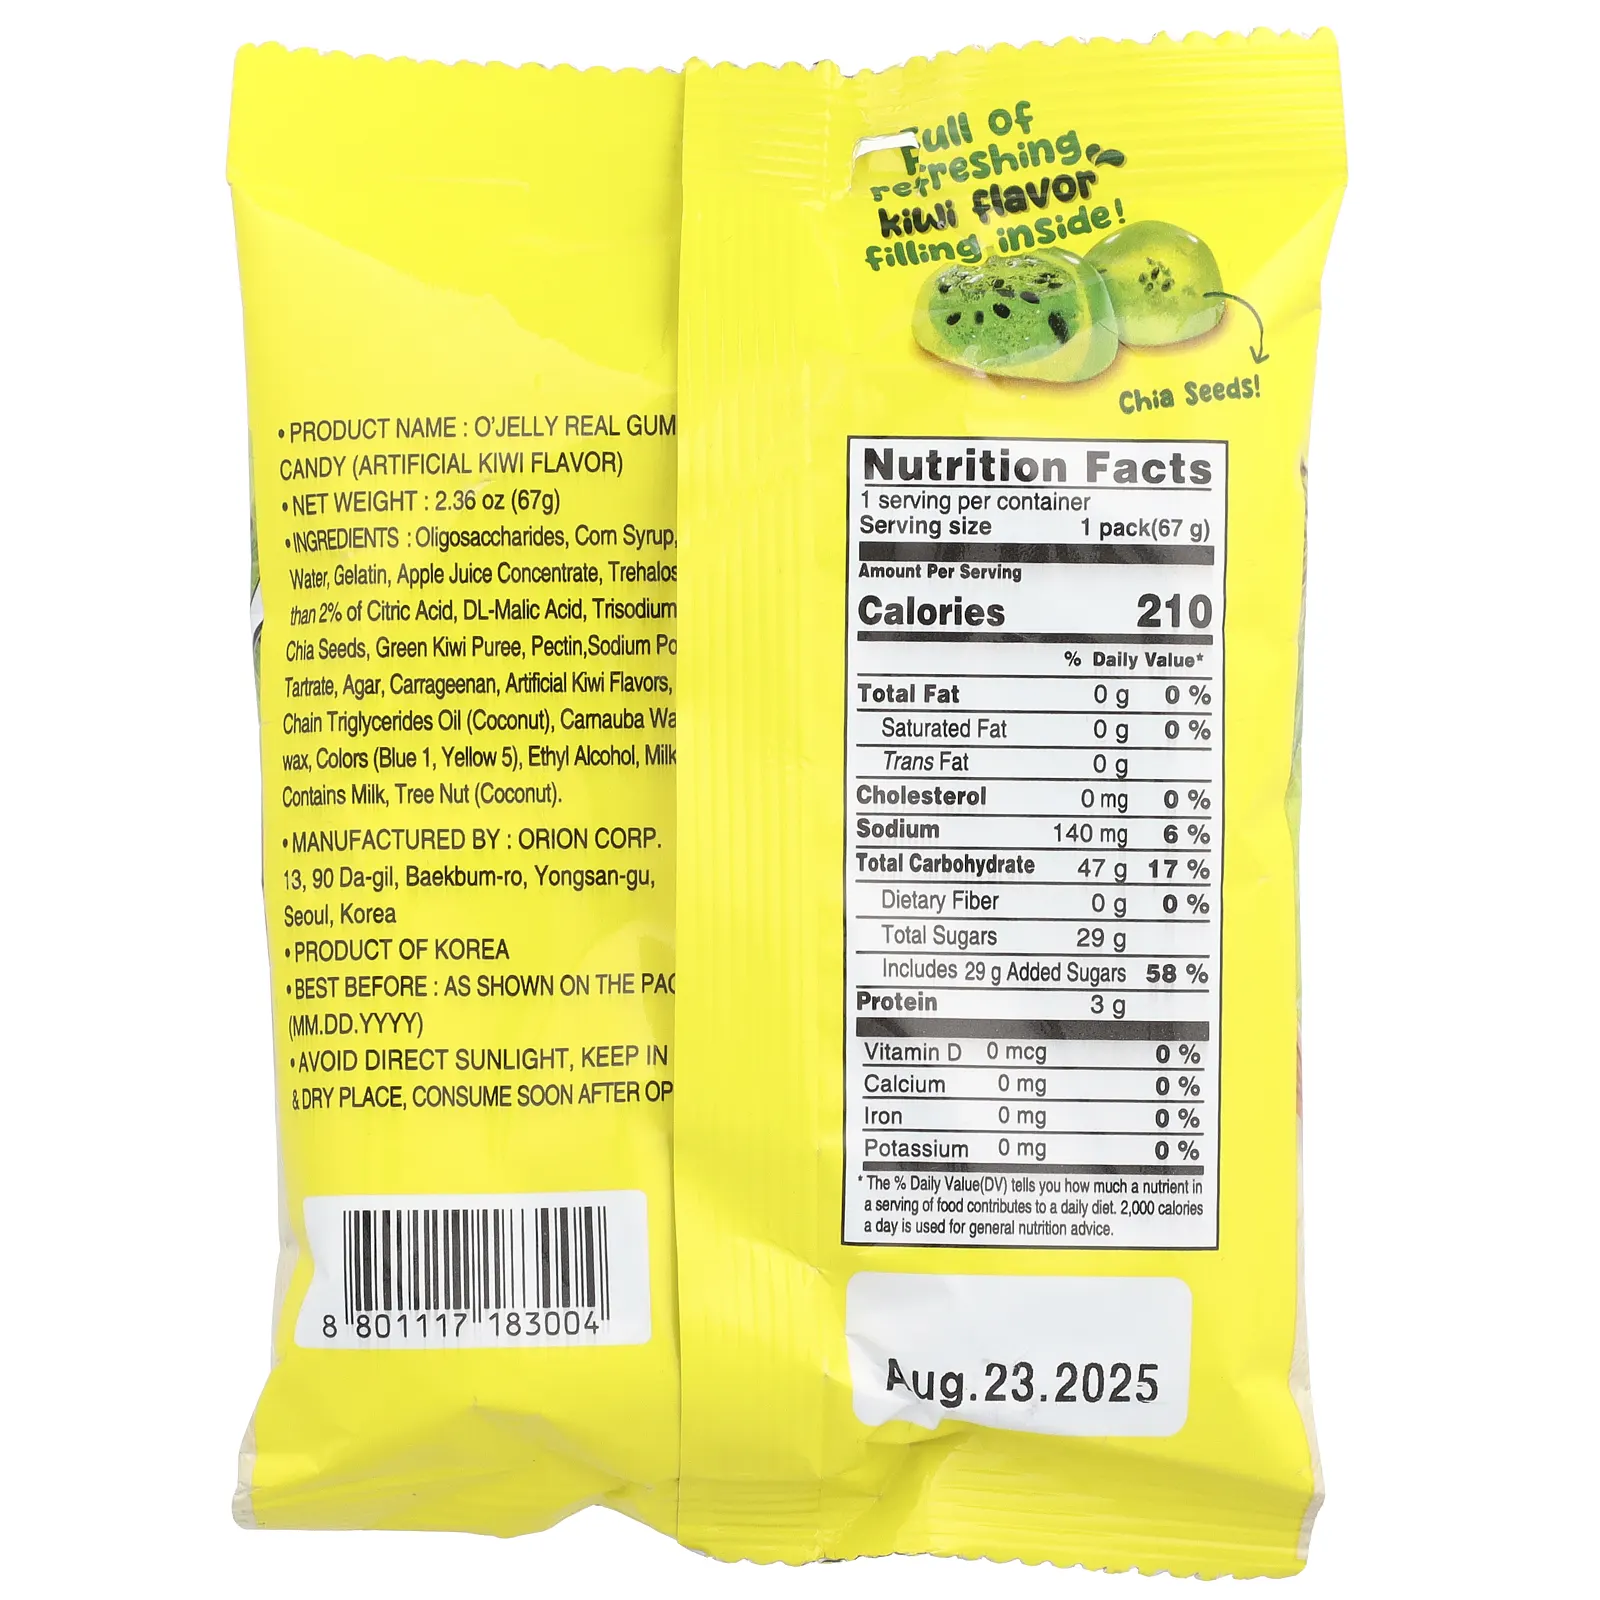 Full of
refreshing
kiwi flavor
filling inside!
Chia Seeds!
• PRODUCT NAME : O'JELLY REAL GUM
CANDY (ARTIFICIAL KIWI FLAVOR)
• NET WEIGHT : 2.36 oz (67g)
• INGREDIENTS : Oligosaccharides, Corn Syrup,
Water, Gelatin, Apple Juice Concentrate, Trehalos
than 2% of Citric Acid, DL-Malic Acid, Trisodium
Chia Seeds, Green Kiwi Puree, Pectin,Sodium Po
Tartrate, Agar, Carrageenan, Artificial Kiwi Flavors,
Chain Triglycerides Oil (Coconut), Carnauba Wa
wax, Colors (Blue 1, Yellow 5), Ethyl Alcohol, Milk
Contains Milk, Tree Nut (Coconut).
• MANUFACTURED BY : ORION CORP.
13, 90 Da-gil, Baekbum-ro, Yongsan-gu,
Seoul, Korea
• PRODUCT OF KOREA
• BEST BEFORE : AS SHOWN ON THE PAC
(MM.DD.YYYY)
• AVOID DIRECT SUNLIGHT, KEEP IN
& DRY PLACE, CONSUME SOON AFTER OP
8 801117 183004
Nutrition Facts
1 serving per container
Serving size 1 pack(67 g)
Amount Per Serving
Calories 210
% Daily Value*
Total Fat 0 g 0 %
Saturated Fat 0 g 0 %
Trans Fat 0 g
Cholesterol 0 mg 0 %
Sodium 140 mg 6 %
Total Carbohydrate 47 g 17 %
Dietary Fiber 0 g 0 %
Total Sugars 29 g
Includes 29 g Added Sugars 58 %
Protein 3 g
Vitamin D 0 mcg 0 %
Calcium 0 mg 0 %
Iron 0 mg 0 %
Potassium 0 mg 0 %
* The % Daily Value(DV) tells you how much a nutrient in
a serving of food contributes to a daily diet. 2,000 calories
a day is used for general nutrition advice.
Aug.23.2025